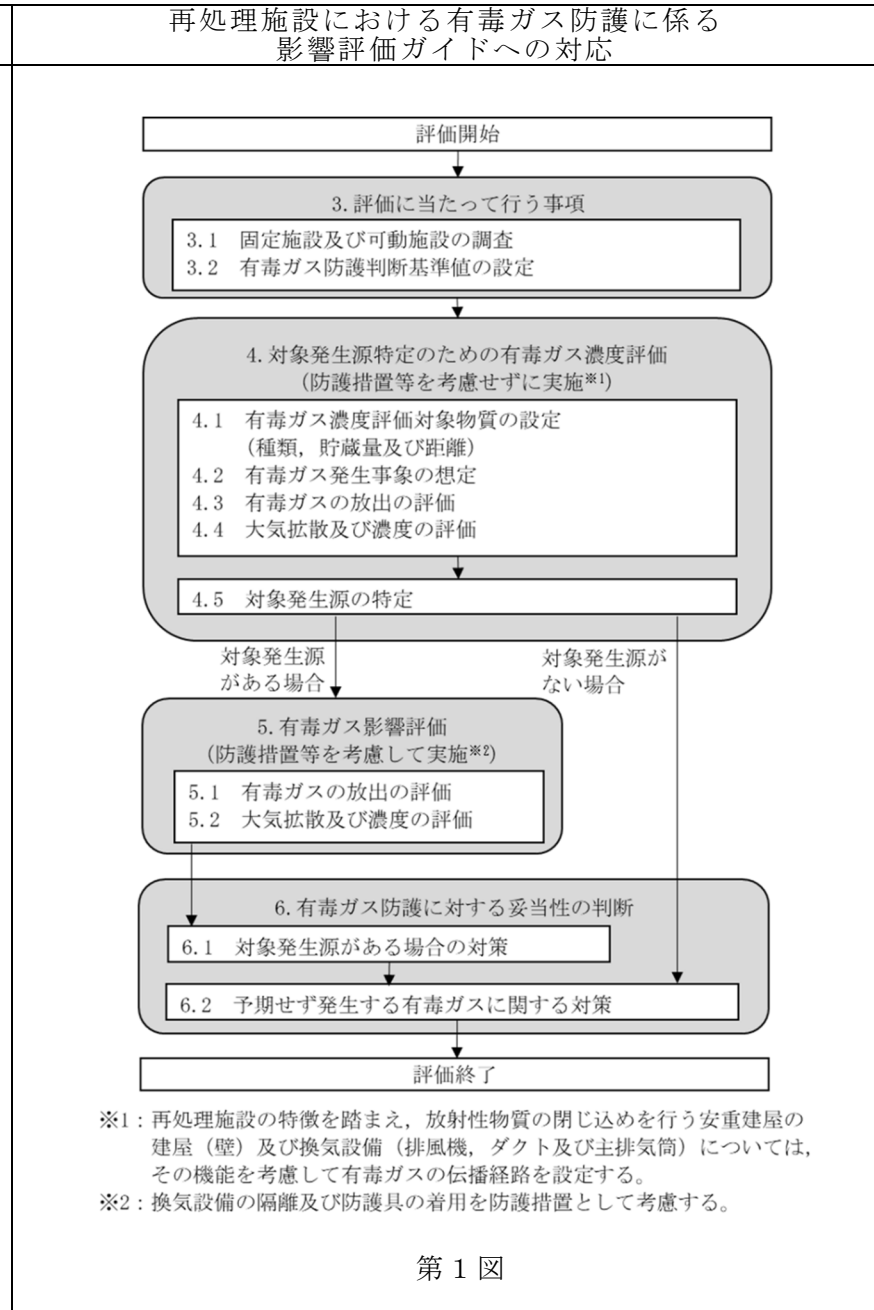 再処理施設における有毒ガス防護に係る
影響評価ガイドへの対応
評価開始
3.評価に当たって行う事項
3.1 固定施設及び可動施設の調査
3.2 有毒ガス防護判断基準値の設定
4.対象発生源特定のための有毒ガス濃度評価
(防護措置等を考慮せずに実施※1)
4.1 有毒ガス濃度評価対象物質の設定
(種類，貯蔵量及び距離)
4.2 有毒ガス発生事象の想定
4.3 有毒ガスの放出の評価
4.4 大気拡散及び濃度の評価
4.5 対象発生源の特定
対象発生源
がある場合
対象発生源が
ない場合
5.有毒ガス影響評価
(防護措置等を考慮して実施※2)
5.1 有毒ガスの放出の評価
5.2 大気拡散及び濃度の評価
6.有毒ガス防護に対する妥当性の判断
6.1 対象発生源がある場合の対策
6.2 予期せず発生する有毒ガスに関する対策
評価終了
※1：再処理施設の特徴を踏まえ，放射性物質の閉じ込めを行う安重建屋の
建屋（壁）及び換気設備（排風機，ダクト及び主排気筒）については，
その機能を考慮して有毒ガスの伝播経路を設定する。
※2：換気設備の隔離及び防護具の着用を防護措置として考慮する。
第1図